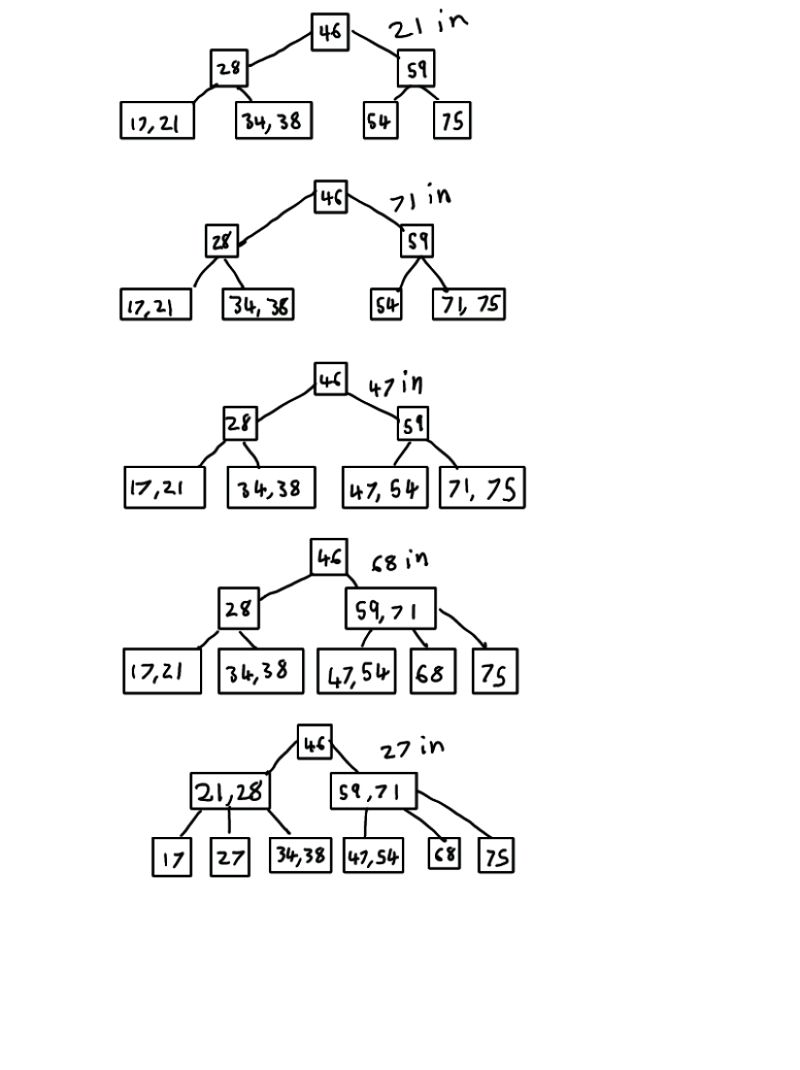 46 21 in
28 59
17,21 34,38 54 75
46 71 in
28 59
17,21 34,38 54 71, 75
46 47 in
28 59
17,21 34,38 47, 54 71, 75
46 68 in
28 59,71
17,21 34,38 47,54 68 75
46 27 in
21,28 59,71
17 27 34,38 47,54 68 75